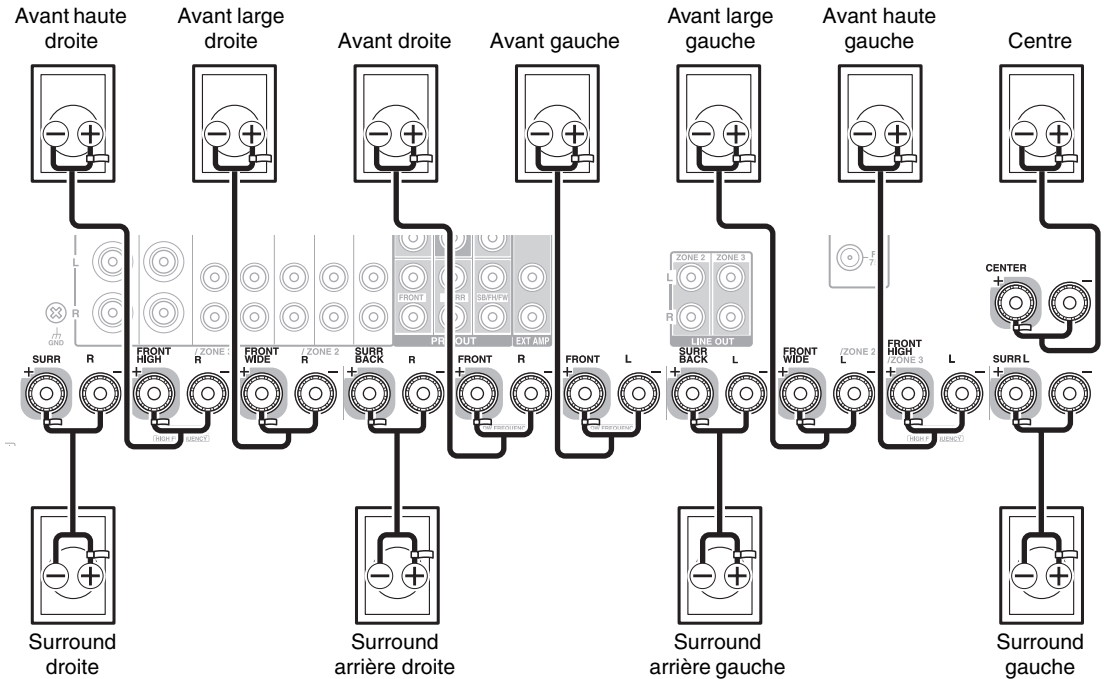 Avant haute
droite
Avant large
droite
Avant droite
Avant gauche
Avant large
gauche
Avant haute
gauche
Centre
− +
− +
− +
− +
− +
− +
− +
L
R
GND
FRONT
SB/FH/FW
EXT AMP
ZONE 2 ZONE 3
L
R
LINE OUT
CENTER
+ −
SURR R
+ −
FRONT
HIGH R
+ −
FRONT
WIDE
/ZONE 2
R
+ −
SURR
BACK R
+ −
FRONT R
+ −
FRONT L
+ −
SURR
BACK L
+ −
FRONT
WIDE
/ZONE 2
L
+ −
FRONT
HIGH
/ZONE 3 L
+ −
SURR L
+ −
− +
− +
− +
− +
Surround
droite
Surround
arrière droite
Surround
arrière gauche
Surround
gauche